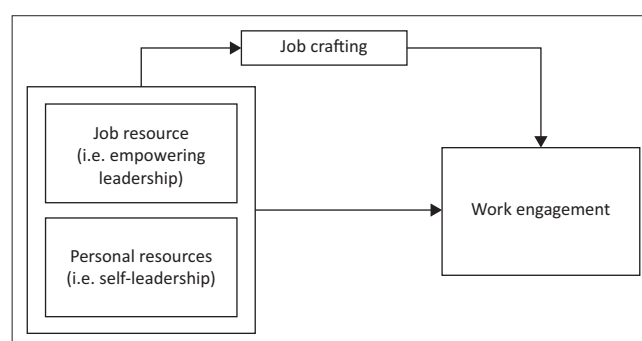 Job crafting
Job resource
(i.e. empowering
leadership)
Work engagement
Personal resources
(i.e. self-leadership)